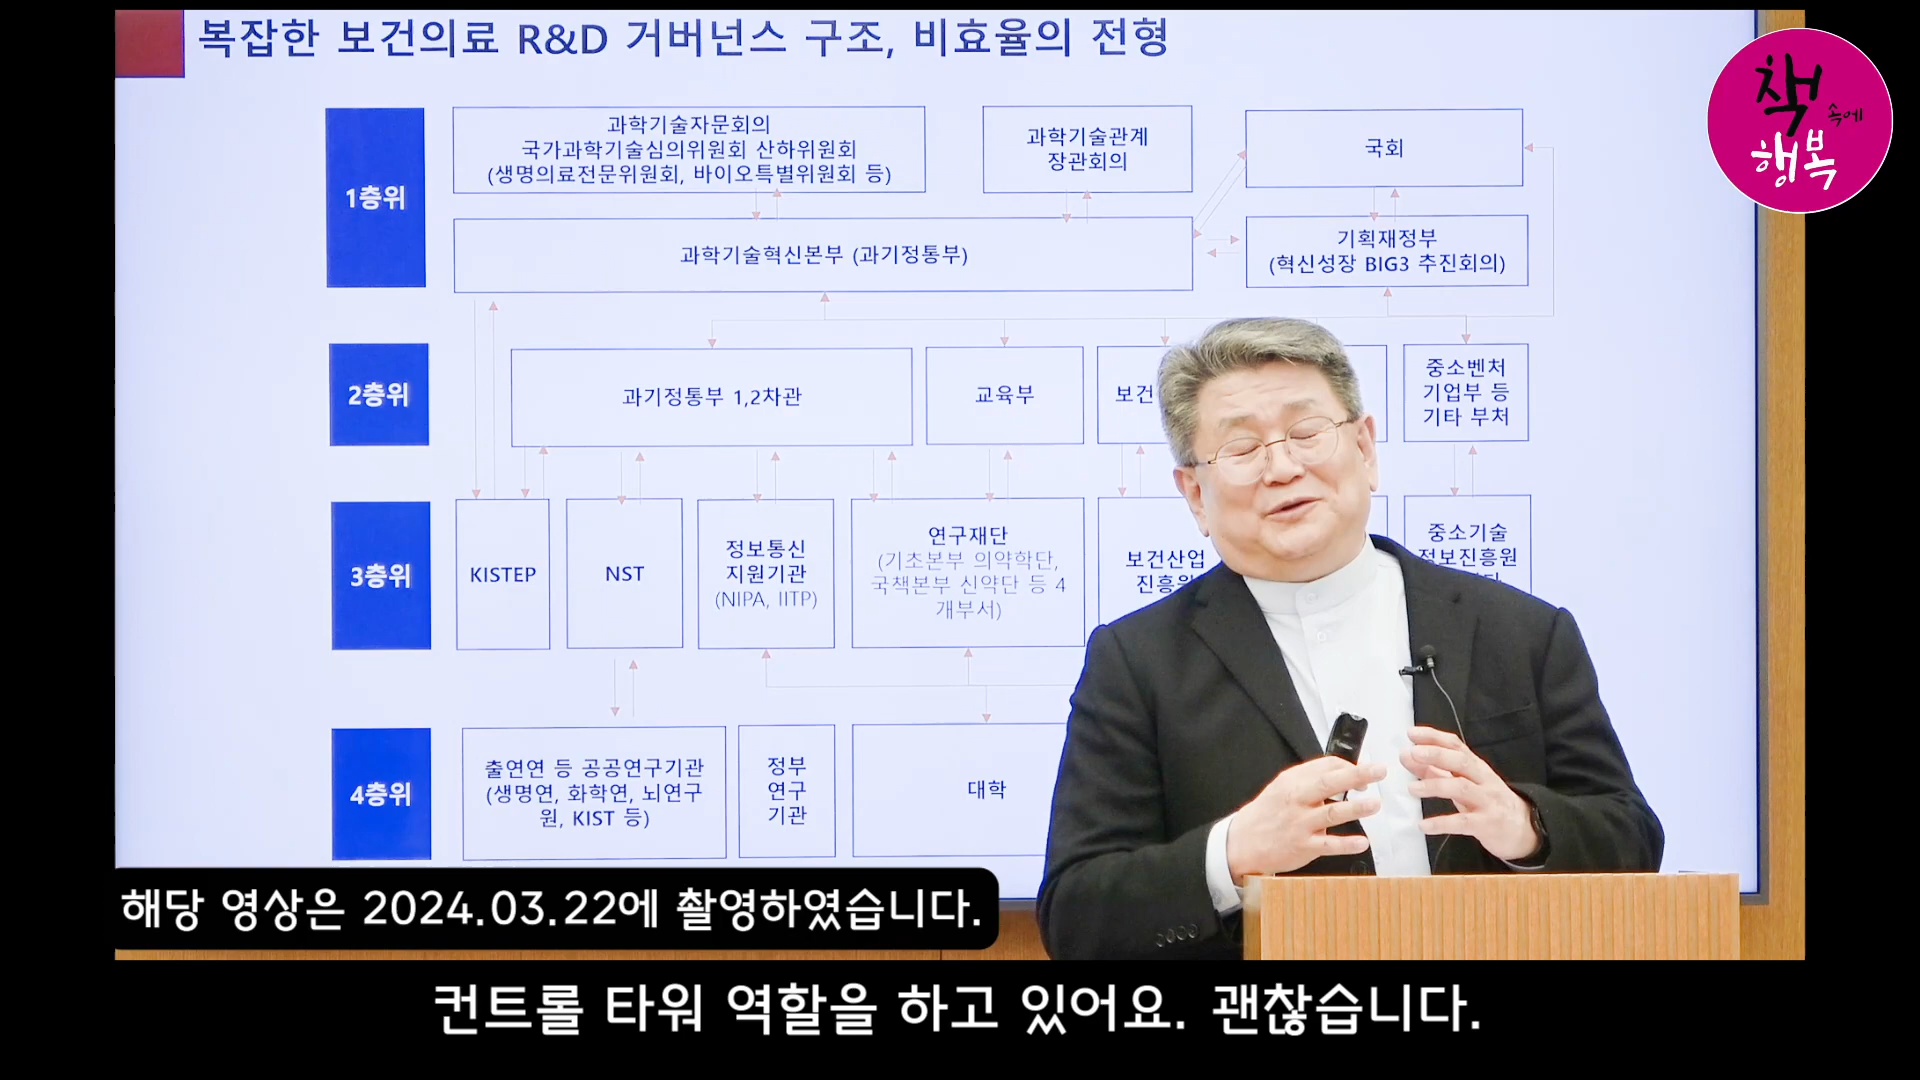 복잡한 보건의료 R&D 거버넌스 구조, 비효율의 전형
책
속에
행복
1층위
과학기술자문회의
국가과학기술심의위원회 산하위원회
(생명의료전문위원회, 바이오특별위원회 등)
과학기술관계
장관회의
국회
과학기술혁신본부 (과기정통부)
기획재정부
(혁신성장 BIG3 추진회의)
2층위
과기정통부 1,2차관
교육부
보건
중소벤처
기업부 등
기타 부처
3층위
KISTEP
NST
정보통신
지원기관
(NIPA, IITP)
연구재단
(기초본부 의약학단,
국책본부 신약단 등 4
개부서)
보건산업
진흥원
중소기술
정보진흥원
4층위
출연연 등 공공연구기관
(생명연, 화학연, 뇌연구
원, KIST 등)
정부
연구
기관
대학
해당 영상은 2024.03.22에 촬영하였습니다.
컨트롤 타워 역할을 하고 있어요. 괜찮습니다.